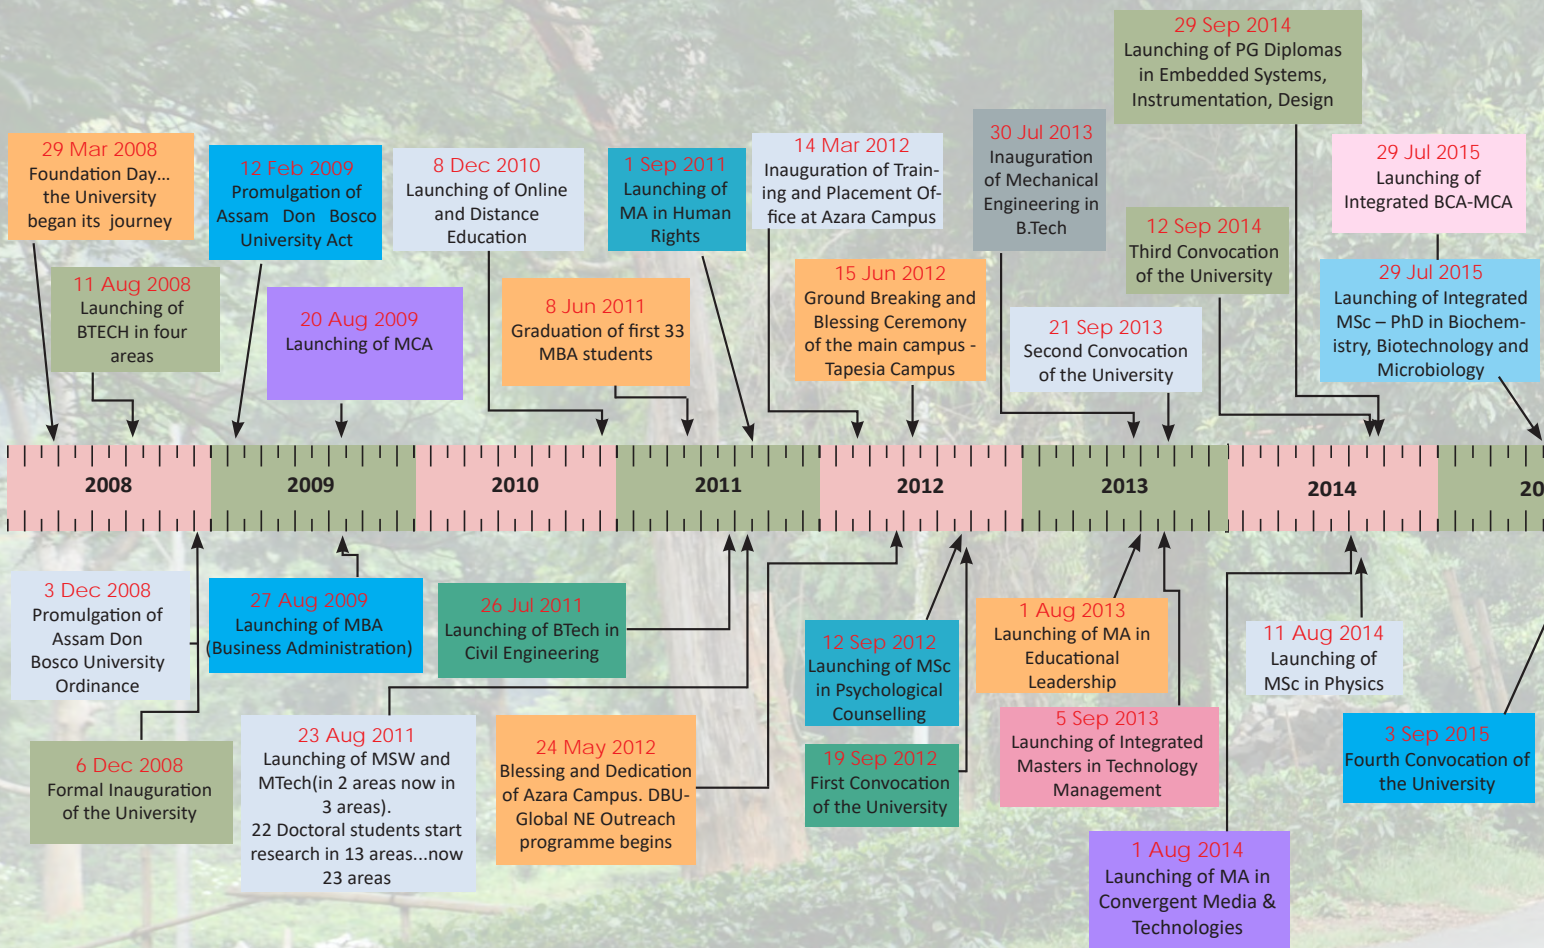 29 Mar 2008
Foundation Day...
the University
began its journey
11 Aug 2008
Launching of
BTECH in four
areas
12 Feb 2009
Promulgation of
Assam Don Bosco
University Act
20 Aug 2009
Launching of MCA
8 Dec 2010
Launching of Online
and Distance
Education
8 Jun 2011
Graduation of first 33
MBA students
1 Sep 2011
Launching of
MA in Human
Rights
14 Mar 2012
Inauguration of Train-
ing and Placement Of-
fice at Azara Campus
15 Jun 2012
Ground Breaking and
Blessing Ceremony
of the main campus -
Tapesia Campus
30 Jul 2013
Inauguration
of Mechanical
Engineering in
B.Tech
21 Sep 2013
Second Convocation
of the University
29 Sep 2014
Launching of PG Diplomas
in Embedded Systems,
Instrumentation, Design
12 Sep 2014
Third Convocation
of the University
29 Jul 2015
Launching of
Integrated BCA-MCA
29 Jul 2015
Launching of Integrated
MSc – PhD in Biochem-
istry, Biotechnology and
Microbiology
2008
2009
2010
2011
2012
2013
2014
20
3 Dec 2008
Promulgation of
Assam Don
Bosco University
Ordinance
6 Dec 2008
Formal Inauguration
of the University
27 Aug 2009
Launching of MBA
(Business Administration)
23 Aug 2011
Launching of MSW and
MTech(in 2 areas now in
3 areas).
22 Doctoral students start
research in 13 areas...now
23 areas
26 Jul 2011
Launching of BTech in
Civil Engineering
24 May 2012
Blessing and Dedication
of Azara Campus. DBU-
Global NE Outreach
programme begins
12 Sep 2012
Launching of MSc
in Psychological
Counselling
19 Sep 2012
First Convocation
of the University
1 Aug 2013
Launching of MA in
Educational
Leadership
5 Sep 2013
Launching of Integrated
Masters in Technology
Management
1 Aug 2014
Launching of MA in
Convergent Media &
Technologies
11 Aug 2014
Launching of
MSc in Physics
3 Sep 2015
Fourth Convocation of
the University